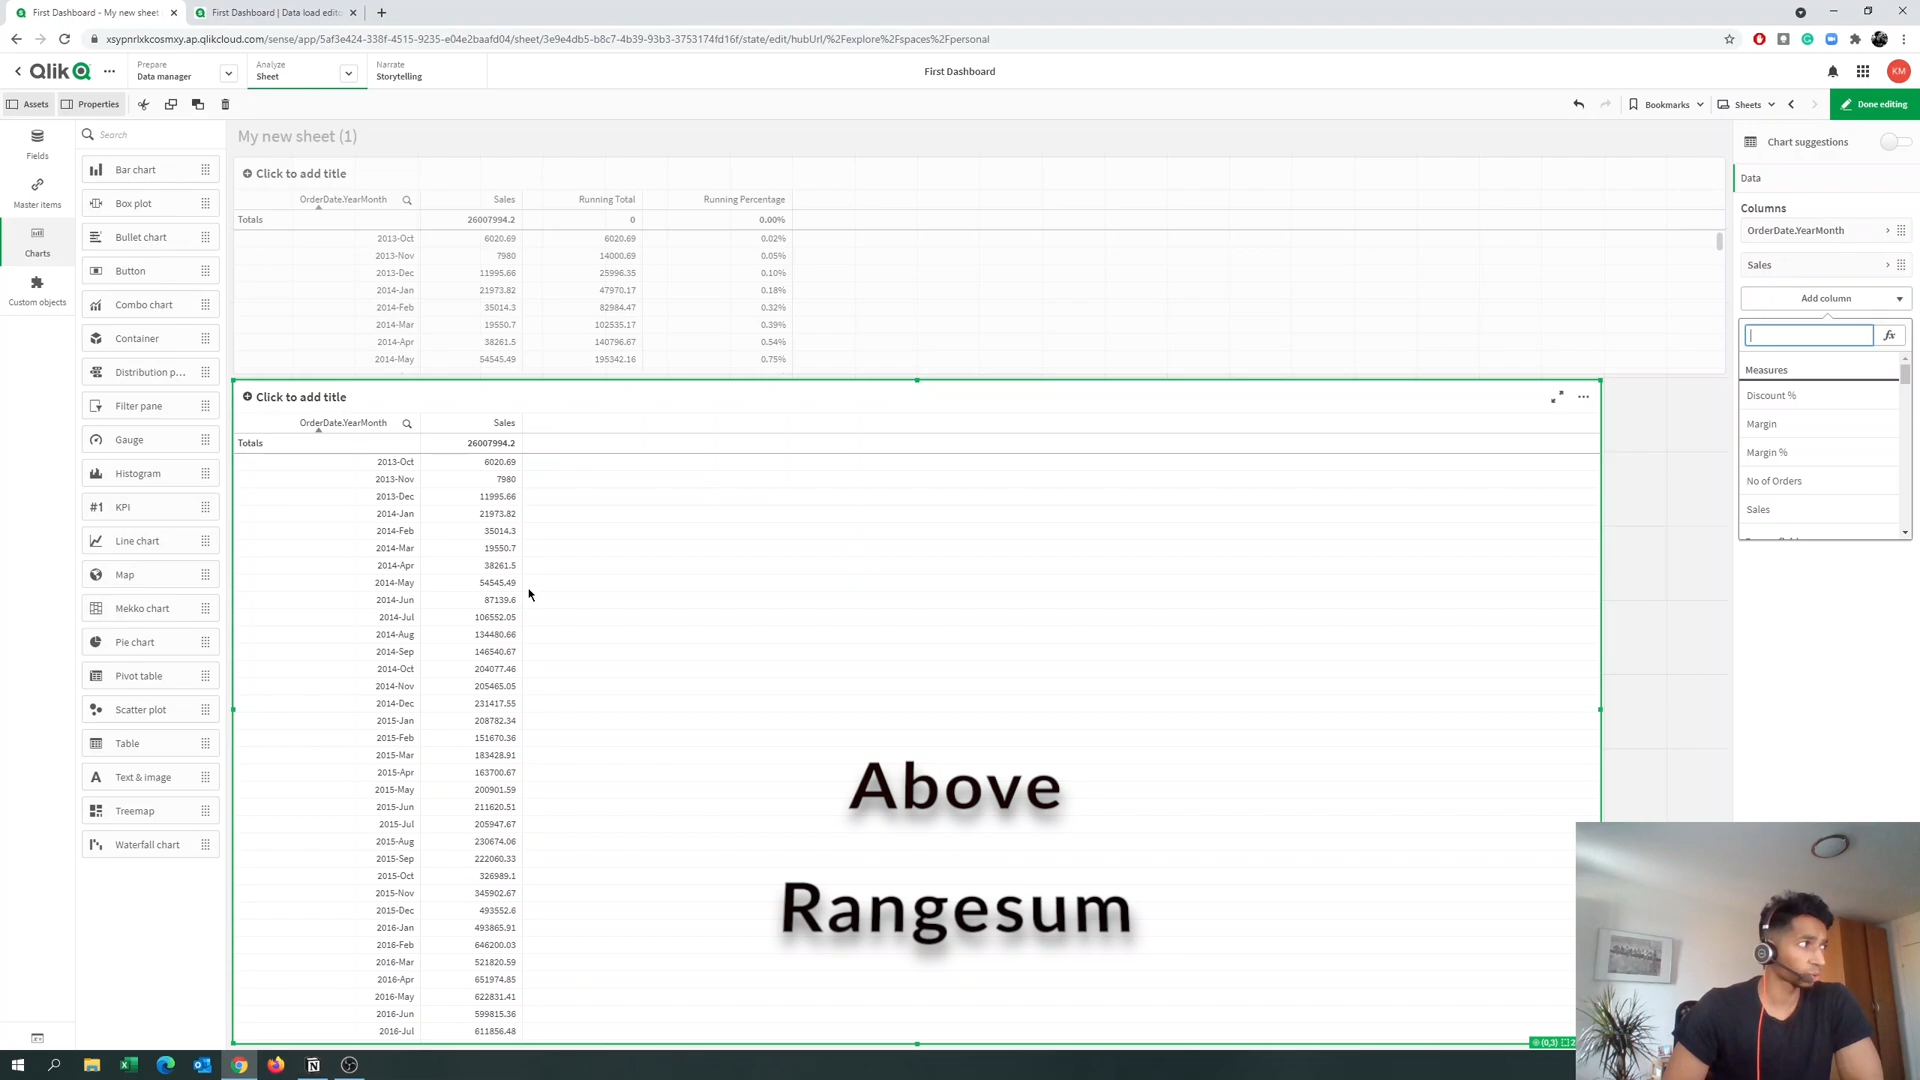 First Dashboard - My new sheet
First Dashboard | Data load edito
xsypnrlxkcosmxy.ap.qlikcloud.com/sense/app/5af3e424-338f-4515-9235-e04e2baafd04/sheet/3e9e4db5-b8c7-4b39-93b3-3753174fd16f/state/edit/hubUrl/%2Fexplore%2Fspaces%2Fpersonal
Qlik
Prepare
Data manager
Analyze
Sheet
Narrate
Storytelling
First Dashboard
KM
Assets
Properties
Bookmarks
Sheets
Done editing
Fields
Master items
Charts
Custom objects
Search
Bar chart
Box plot
Bullet chart
Button
Combo chart
Container
Distribution p...
Filter pane
Gauge
Histogram
#1 KPI
Line chart
Map
Mekko chart
Pie chart
Pivot table
Scatter plot
Table
A Text & image
Treemap
Waterfall chart
My new sheet (1)
Click to add title
OrderDate.YearMonth Sales Running Total Running Percentage
Totals 26007994.2 0 0.00%
2013-Oct 6020.69 6020.69 0.02%
2013-Nov 7980 14000.69 0.05%
2013-Dec 11995.66 25996.35 0.10%
2014-Jan 21973.82 47970.17 0.18%
2014-Feb 35014.3 82984.47 0.32%
2014-Mar 19550.7 102535.17 0.39%
2014-Apr 38261.5 140796.67 0.54%
2014-May 54545.49 195342.16 0.75%
Click to add title
OrderDate.YearMonth Sales
Totals 26007994.2
2013-Oct 6020.69
2013-Nov 7980
2013-Dec 11995.66
2014-Jan 21973.82
2014-Feb 35014.3
2014-Mar 19550.7
2014-Apr 38261.5
2014-May 54545.49
2014-Jun 87139.6
2014-Jul 106552.05
2014-Aug 134480.66
2014-Sep 146540.67
2014-Oct 204077.46
2014-Nov 205465.05
2014-Dec 231417.55
2015-Jan 208782.34
2015-Feb 151670.36
2015-Mar 183428.91
2015-Apr 163700.67
2015-May 200901.59
2015-Jun 211620.51
2015-Jul 205947.67
2015-Aug 230674.06
2015-Sep 222060.33
2015-Oct 326989.1
2015-Nov 345902.67
2015-Dec 493552.6
2016-Jan 493865.91
2016-Feb 646200.03
2016-Mar 521820.59
2016-Apr 651974.85
2016-May 622831.41
2016-Jun 599815.36
2016-Jul 611856.48
Above
Rangesum
(0,3)
Chart suggestions
Data
Columns
OrderDate.YearMonth
Sales
Add column
fx
Measures
Discount %
Margin
Margin %
No of Orders
Sales